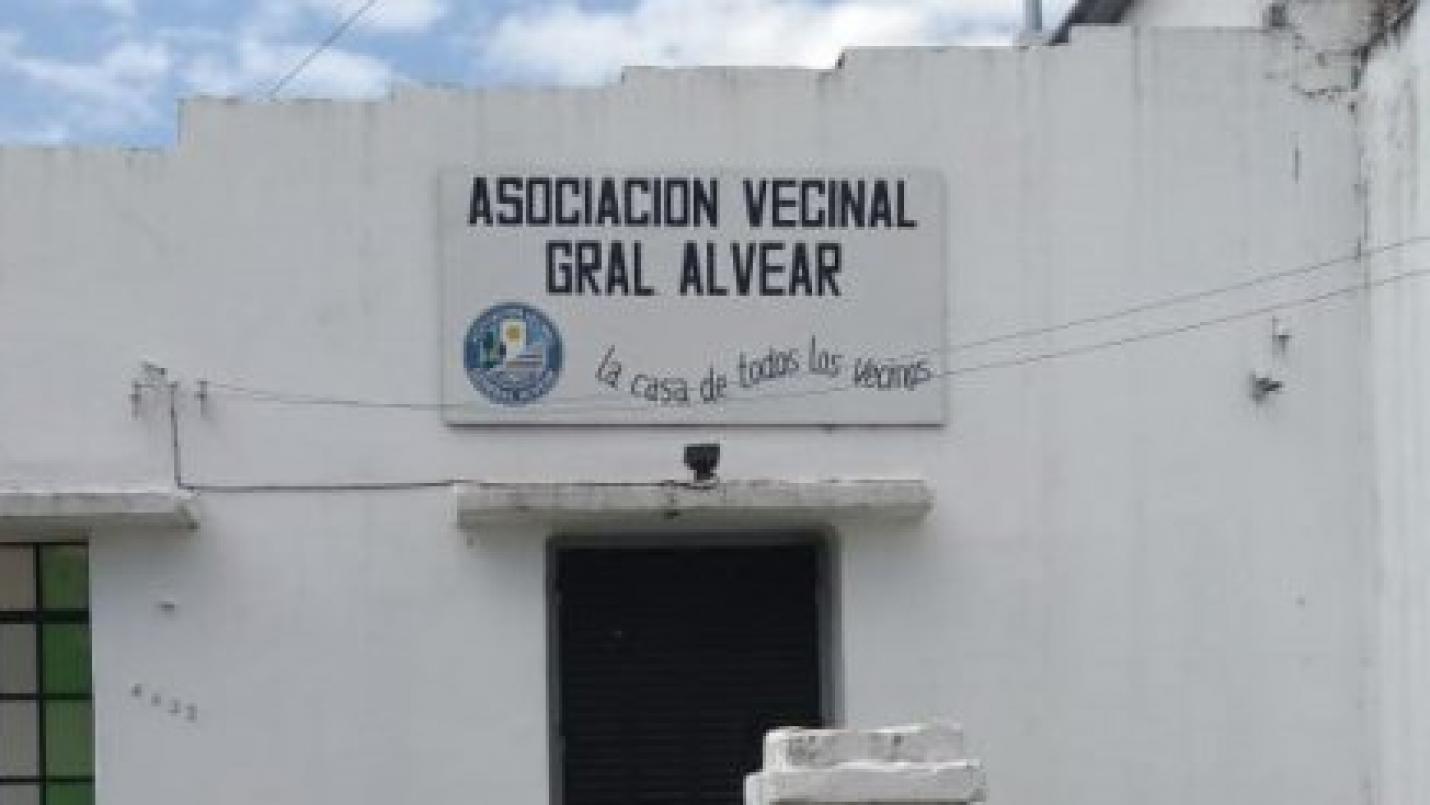 ASOCIACION VECINAL
GRAL ALVEAR
La casa de todos los vecinos